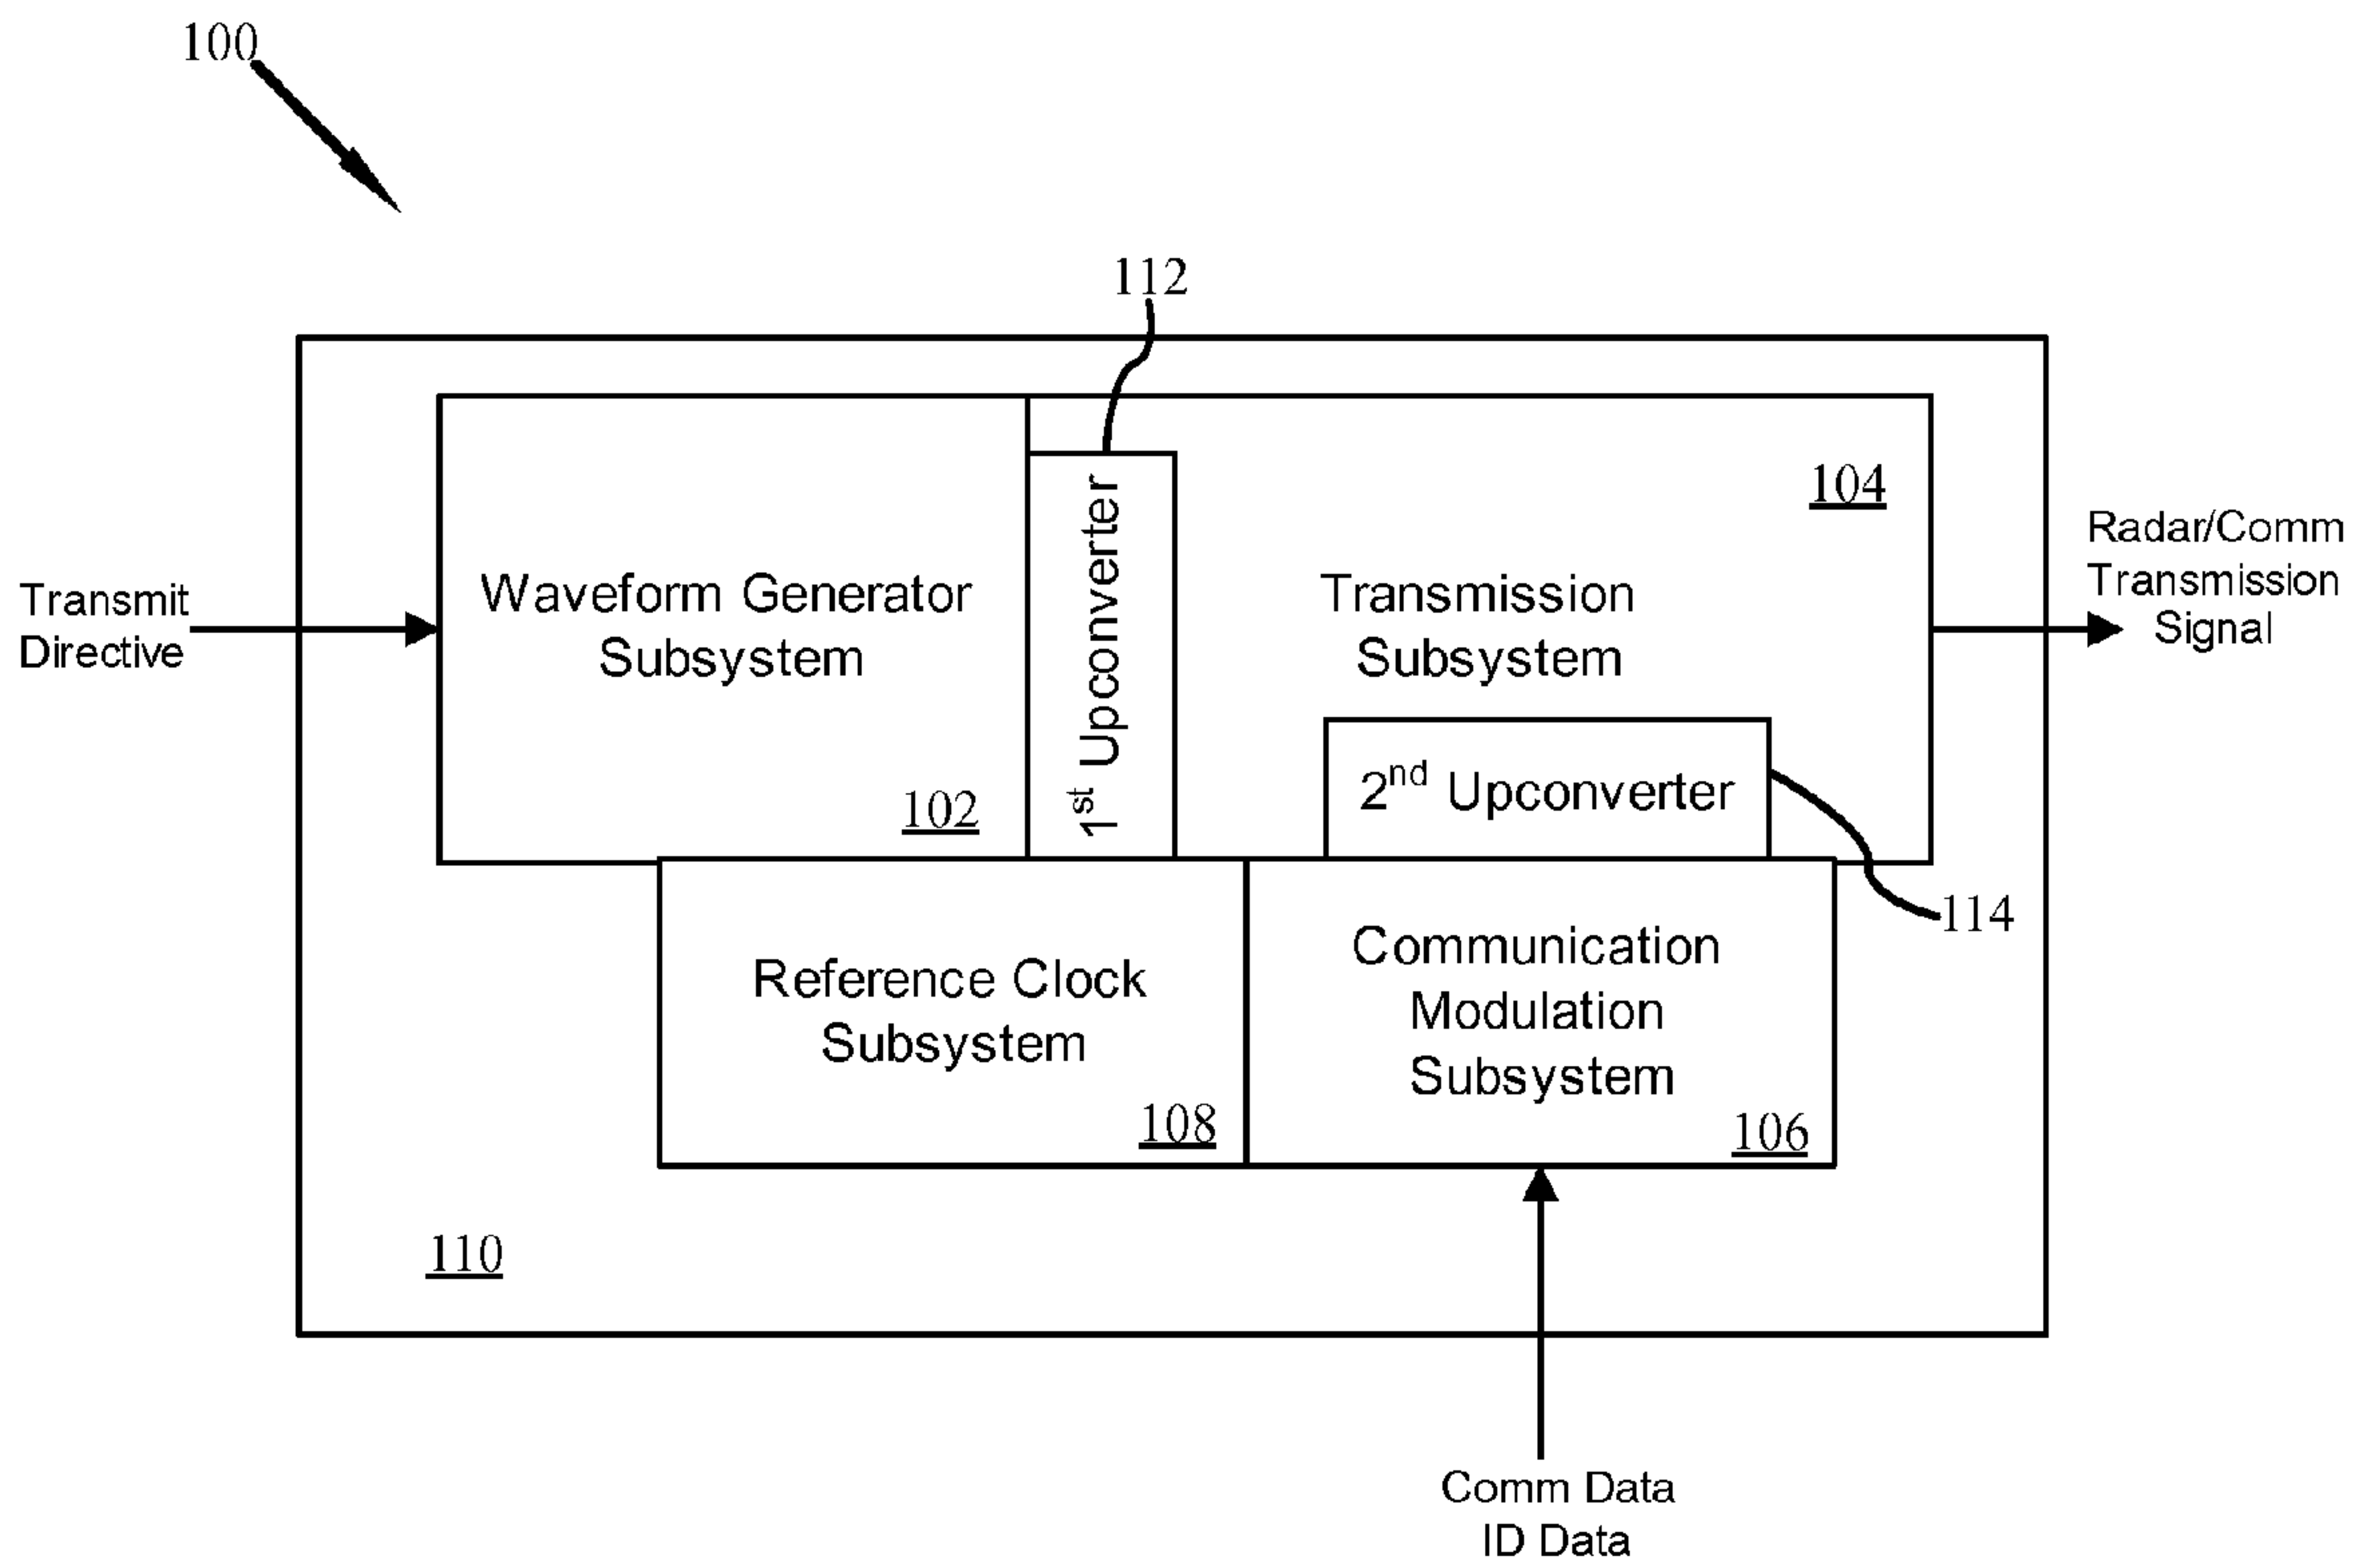 100
112
104
Radar/Comm
Transmission
Signal
Transmit
Directive
Waveform Generator
Subsystem
102
1st Upconverter
Transmission
Subsystem
2nd Upconverter
114
Reference Clock
Subsystem
108
Communication
Modulation
Subsystem
106
110
Comm Data
ID Data